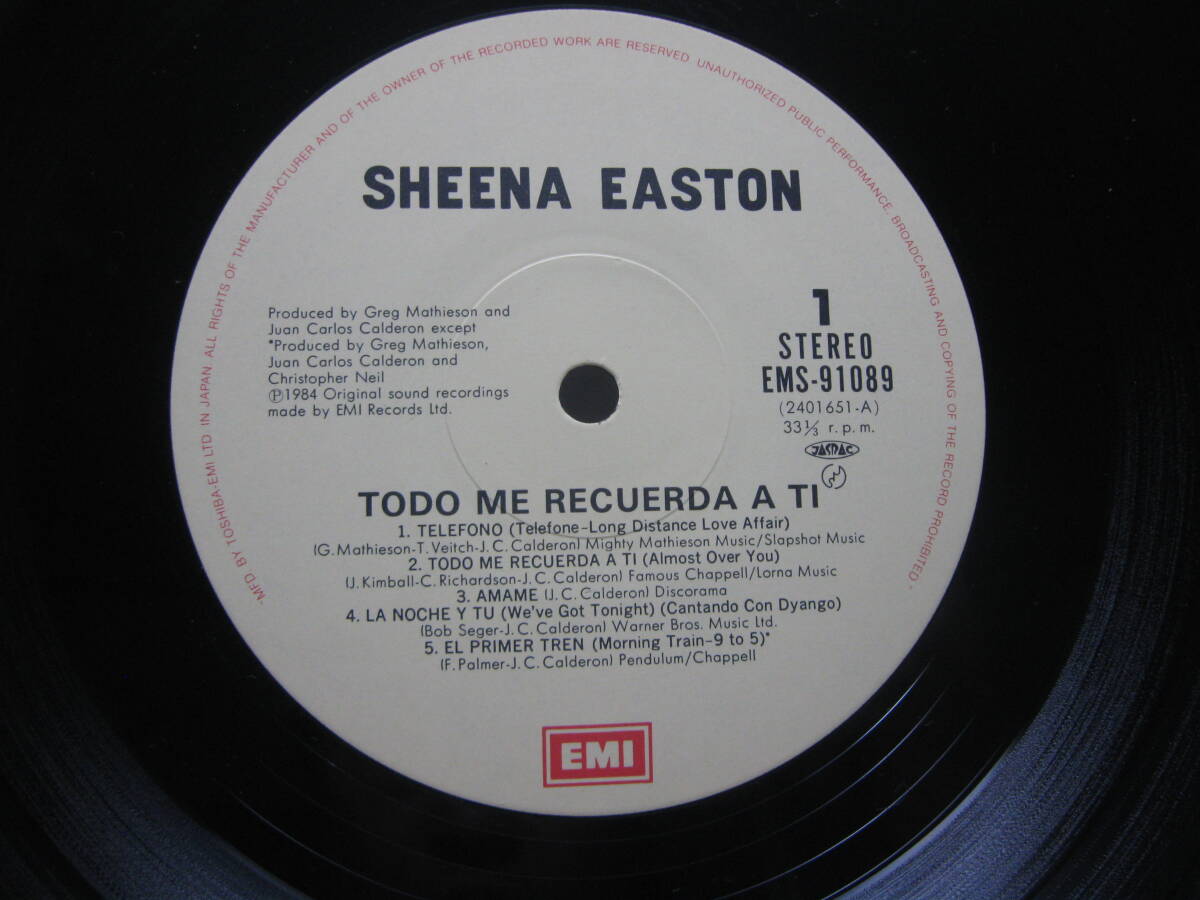 "MFD BY TOSHIBA-EMI LTD IN JAPAN. ALL RIGHTS OF THE MANUFACTURER AND OF THE OWNER OF THE RECORDED WORK ARE RESERVED UNAUTHORIZED PUBLIC PERFORMANCE, BROADCASTING AND COPYING OF THE RECORD PROHIBITED"
SHEENA EASTON
Produced by Greg Mathieson and
Juan Carlos Calderon except
*Produced by Greg Mathieson,
Juan Carlos Calderon and
Christopher Neil
Ⓟ1984 Original sound recordings
made by EMI Records Ltd.
1
STEREO
EMS-91089
(2401651-A)
33⅓ r.p.m.
JASRAC
TODO ME RECUERDA A TI
1. TELEFONO (Telefone-Long Distance Love Affair)
(G. Mathieson-T. Veitch-J. C. Calderon) Mighty Mathieson Music/Slapshot Music
2. TODO ME RECUERDA A TI (Almost Over You)
(J. Kimball-C. Richardson-J. C. Calderon) Famous Chappell/Lorna Music
3. AMAME (J. C. Calderon) Discorama
4. LA NOCHE Y TU (We've Got Tonight) (Cantando Con Dyango)
(Bob Seger-J. C. Calderon) Warner Bros. Music Ltd.
5. EL PRIMER TREN (Morning Train-9 to 5)*
(F. Palmer-J. C. Calderon) Pendulum/Chappell
EMI